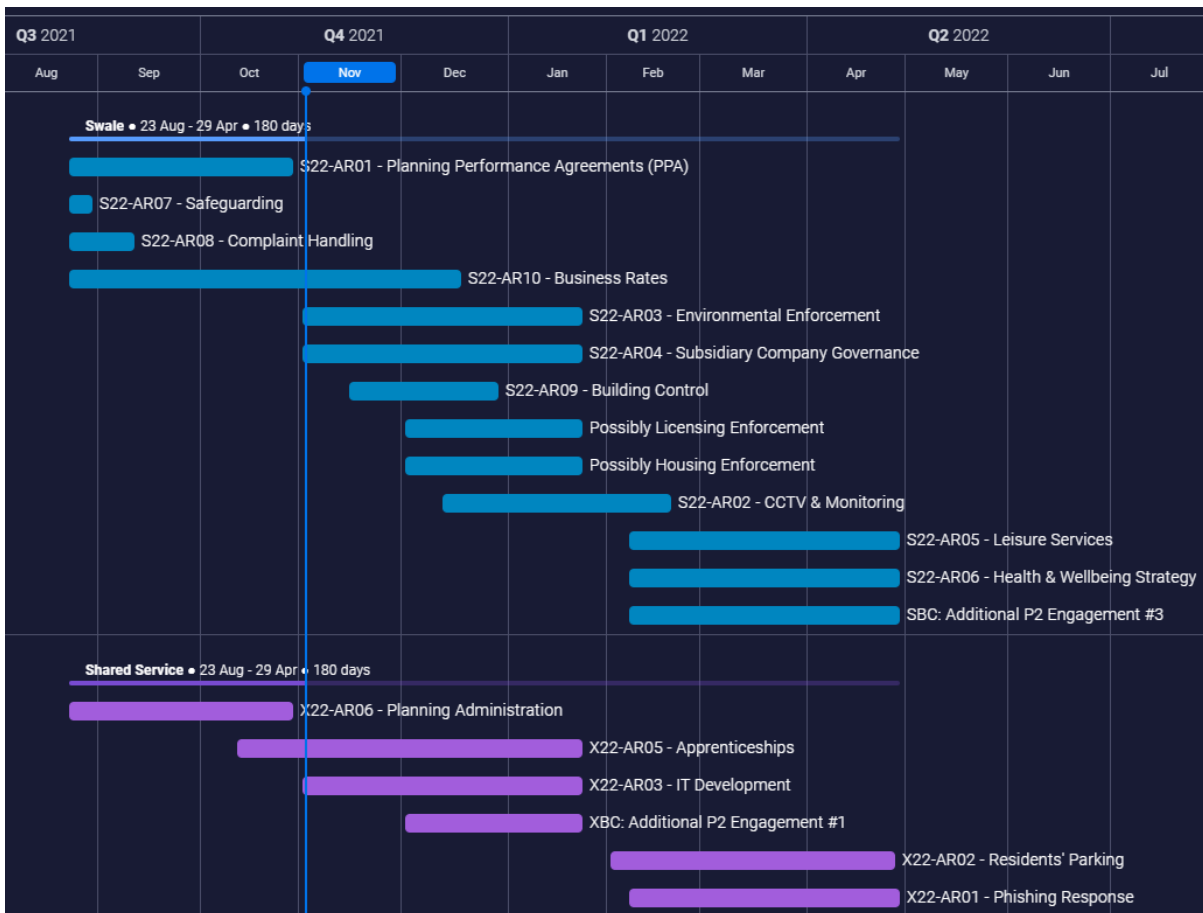 Q3 2021 Q4 2021 Q1 2022 Q2 2022
Aug Sep Oct Nov Dec Jan Feb Mar Apr May Jun Jul
Swale • 23 Aug - 29 Apr • 180 days
S22-AR01 - Planning Performance Agreements (PPA)
S22-AR07 - Safeguarding
S22-AR08 - Complaint Handling
S22-AR10 - Business Rates
S22-AR03 - Environmental Enforcement
S22-AR04 - Subsidiary Company Governance
S22-AR09 - Building Control
Possibly Licensing Enforcement
Possibly Housing Enforcement
S22-AR02 - CCTV & Monitoring
S22-AR05 - Leisure Services
S22-AR06 - Health & Wellbeing Strategy
SBC: Additional P2 Engagement #3
Shared Service • 23 Aug - 29 Apr • 180 days
X22-AR06 - Planning Administration
X22-AR05 - Apprenticeships
X22-AR03 - IT Development
XBC: Additional P2 Engagement #1
X22-AR02 - Residents' Parking
X22-AR01 - Phishing Response